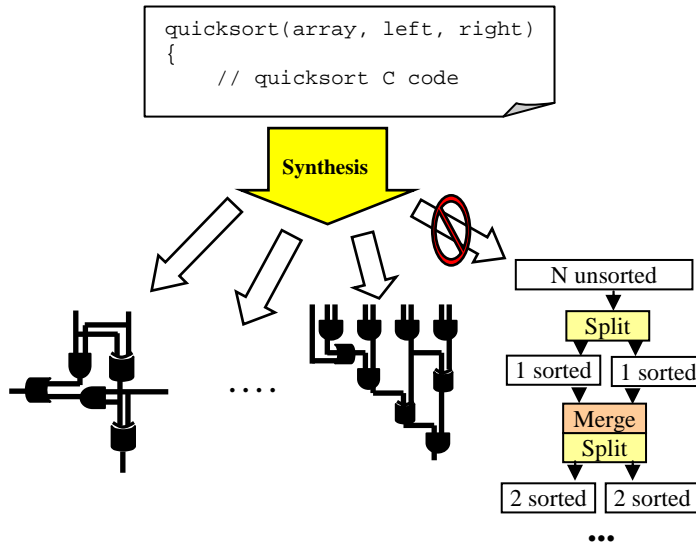 quicksort(array, left, right)
{
// quicksort C code
Synthesis
N unsorted
Split
1 sorted 1 sorted
Merge
Split
2 sorted 2 sorted
....
...